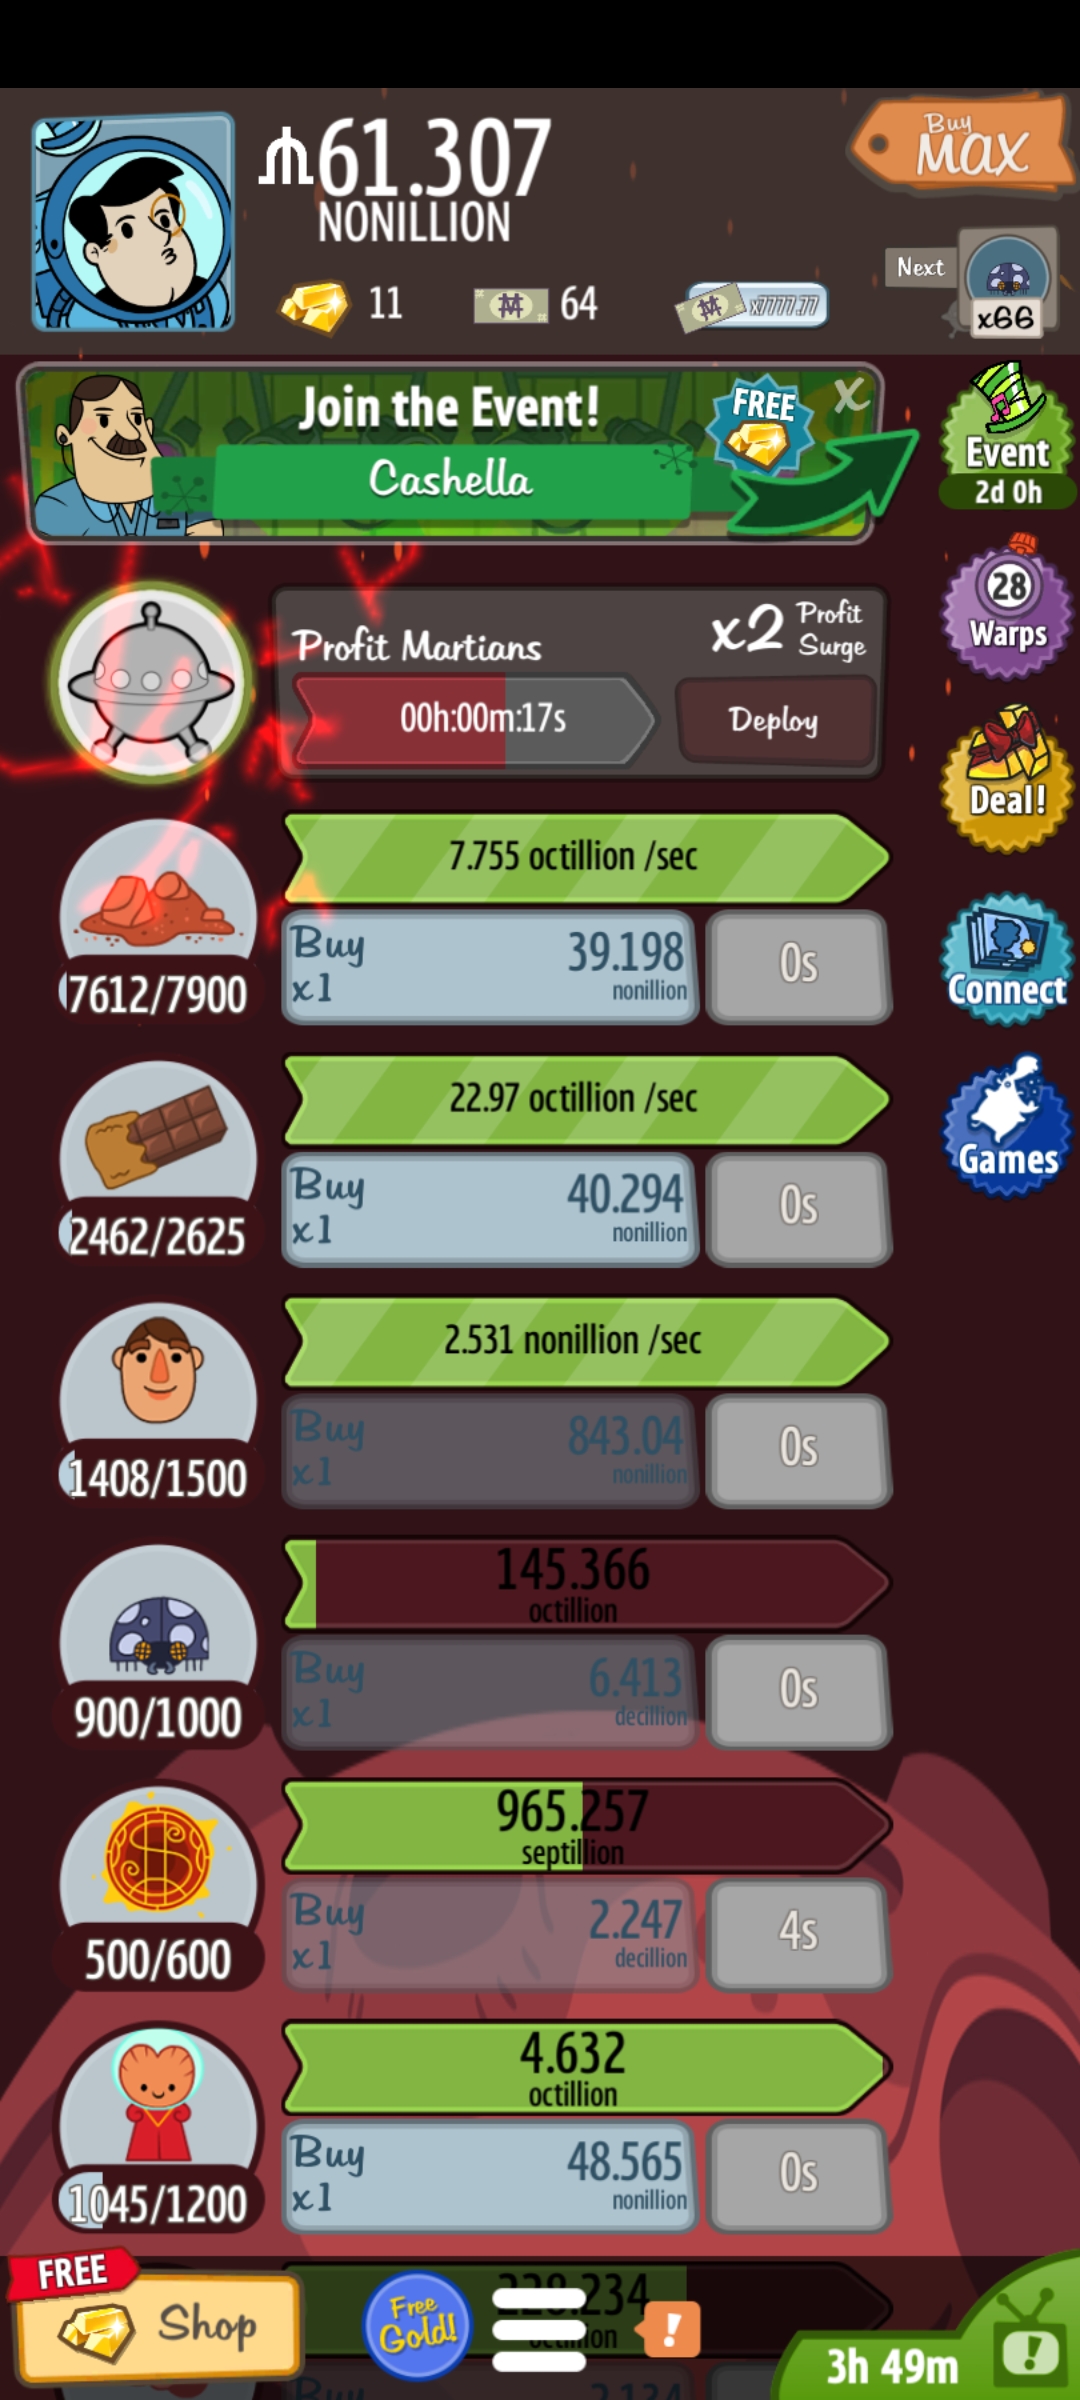 ₼61.307
NONILLION
Buy
MAX
11
64
x7777.77
Next
x66
Join the Event!
Cashella
FREE
X
Event
2d 0h
28
Warps
Profit Martians
x2 Profit
Surge
00h:00m:17s
Deploy
Deal!
7.755 octillion /sec
Buy
x1
39.198
nonillion
0s
7612/7900
Connect
22.97 octillion /sec
Buy
x1
40.294
nonillion
0s
2462/2625
Games
2.531 nonillion /sec
Buy
x1
843.04
nonillion
0s
1408/1500
145.366
octillion
Buy
x1
6.413
decillion
0s
900/1000
965.257
septillion
Buy
x1
2.247
decillion
4s
500/600
4.632
octillion
Buy
x1
48.565
nonillion
0s
1045/1200
FREE
Shop
Free
Gold!
!
3h 49m
!
Buy